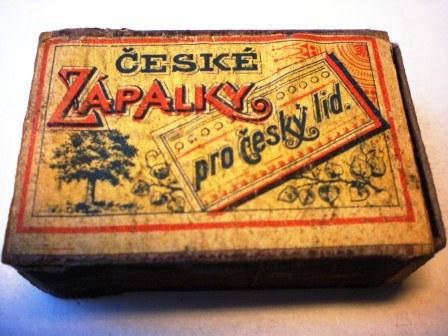 ČESKÉ
ZÁPALKY
pro český lid.